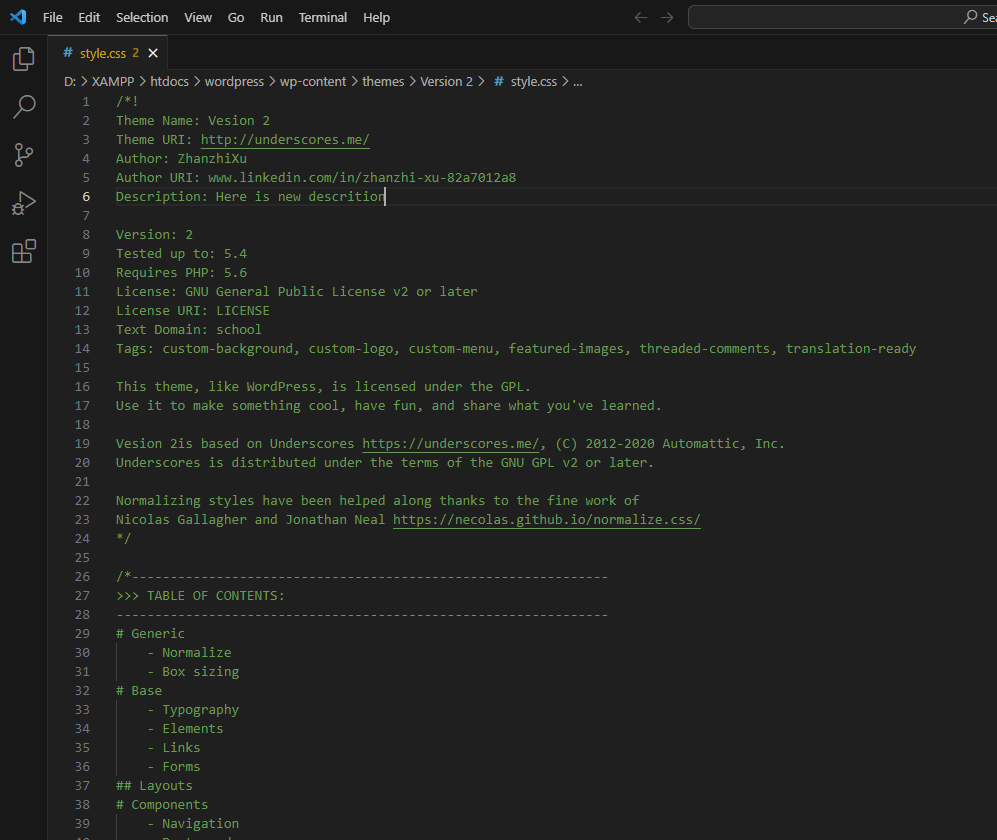 File Edit Selection View Go Run Terminal Help
# style.css 2
D: > XAMPP > htdocs > wordpress > wp-content > themes > Version 2 > # style.css > ...
1 /*!
2 Theme Name: Vesion 2
3 Theme URI: http://underscores.me/
4 Author: ZhanzhiXu
5 Author URI: www.linkedin.com/in/zhanzhi-xu-82a7012a8
6 Description: Here is new descrition
7
8 Version: 2
9 Tested up to: 5.4
10 Requires PHP: 5.6
11 License: GNU General Public License v2 or later
12 License URI: LICENSE
13 Text Domain: school
14 Tags: custom-background, custom-logo, custom-menu, featured-images, threaded-comments, translation-ready
15
16 This theme, like WordPress, is licensed under the GPL.
17 Use it to make something cool, have fun, and share what you've learned.
18
19 Vesion 2is based on Underscores https://underscores.me/, (C) 2012-2020 Automattic, Inc.
20 Underscores is distributed under the terms of the GNU GPL v2 or later.
21
22 Normalizing styles have been helped along thanks to the fine work of
23 Nicolas Gallagher and Jonathan Neal https://necolas.github.io/normalize.css/
24 */
25
26 /*--------------------------------------------------------------
27 >>> TABLE OF CONTENTS:
28 ----------------------------------------------------------------
29 # Generic
30 - Normalize
31 - Box sizing
32 # Base
33 - Typography
34 - Elements
35 - Links
36 - Forms
37 ## Layouts
38 # Components
39 - Navigation